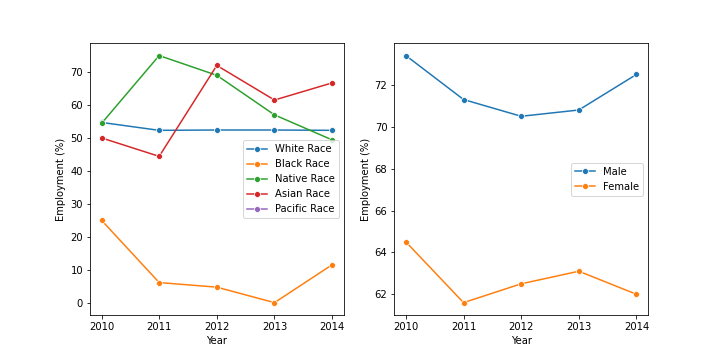 70
60
50
40
30
20
10
0
Employment (%)
2010 2011 2012 2013 2014
Year
White Race
Black Race
Native Race
Asian Race
Pacific Race
72
70
68
66
64
62
Employment (%)
2010 2011 2012 2013 2014
Year
Male
Female